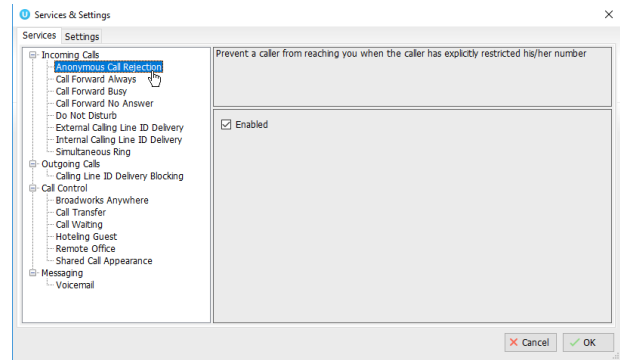 Services & Settings
Services Settings
Incoming Calls
Anonymous Call Rejection
Call Forward Always
Call Forward Busy
Call Forward No Answer
Do Not Disturb
External Calling Line ID Delivery
Internal Calling Line ID Delivery
Simultaneous Ring
Outgoing Calls
Calling Line ID Delivery Blocking
Call Control
Broadworks Anywhere
Call Transfer
Call Waiting
Hoteling Guest
Remote Office
Shared Call Appearance
Messaging
Voicemail
Prevent a caller from reaching you when the caller has explicitly restricted his/her number
Enabled
Cancel OK